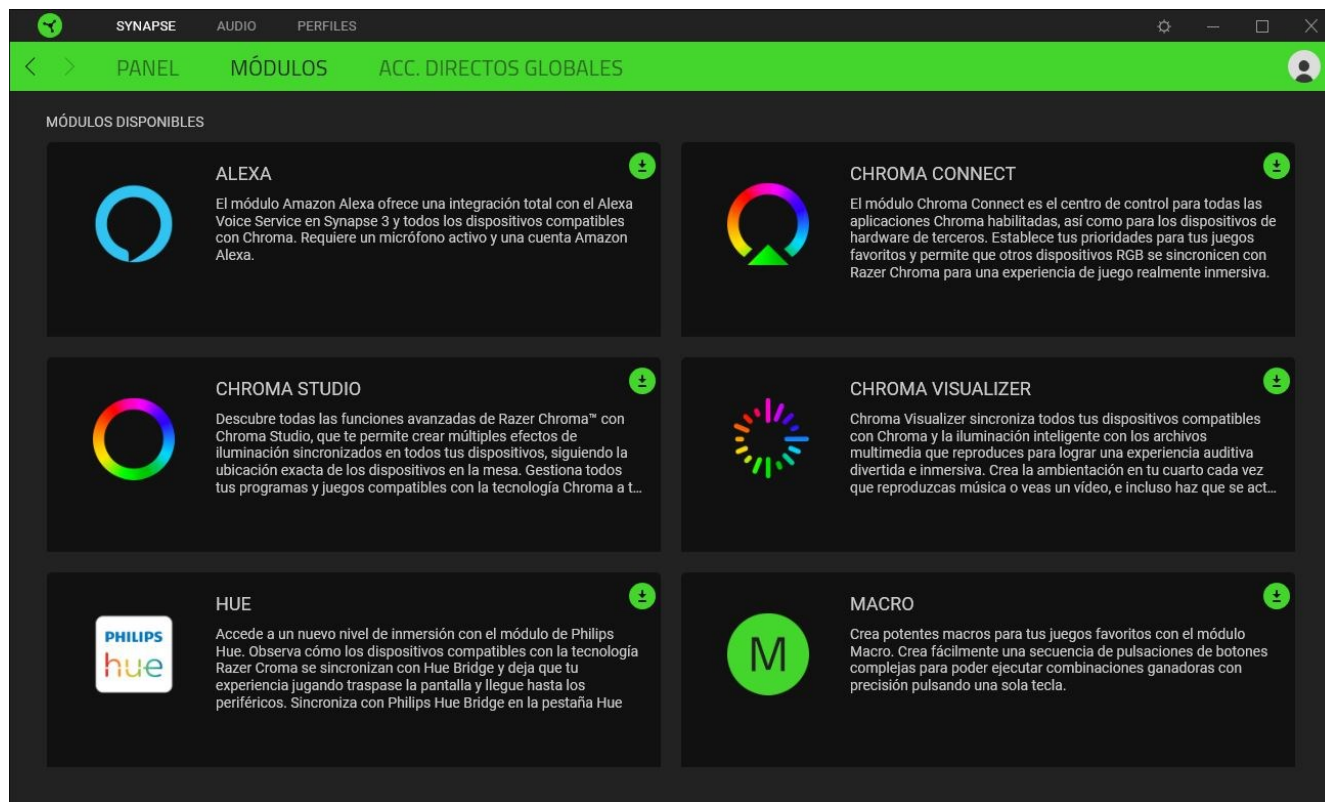 SYNAPSE AUDIO PERFILES
PANEL MÓDULOS ACC. DIRECTOS GLOBALES
MÓDULOS DISPONIBLES
ALEXA
El módulo Amazon Alexa ofrece una integración total con el Alexa
Voice Service en Synapse 3 y todos los dispositivos compatibles
con Chroma. Requiere un micrófono activo y una cuenta Amazon
Alexa.
CHROMA CONNECT
El módulo Chroma Connect es el centro de control para todas las
aplicaciones Chroma habilitadas, así como para los dispositivos de
hardware de terceros. Establece tus prioridades para tus juegos
favoritos y permite que otros dispositivos RGB se sincronicen con
Razer Chroma para una experiencia de juego realmente inmersiva.
CHROMA STUDIO
Descubre todas las funciones avanzadas de Razer Chroma™ con
Chroma Studio, que te permite crear múltiples efectos de
iluminación sincronizados en todos tus dispositivos, siguiendo la
ubicación exacta de los dispositivos en la mesa. Gestiona todos
tus programas y juegos compatibles con la tecnología Chroma a t...
CHROMA VISUALIZER
Chroma Visualizer sincroniza todos tus dispositivos compatibles
con Chroma y la iluminación inteligente con los archivos
multimedia que reproduces para lograr una experiencia auditiva
divertida e inmersiva. Crea la ambientación en tu cuarto cada vez
que reproduzcas música o veas un vídeo, e incluso haz que se act...
PHILIPS
hue
HUE
Accede a un nuevo nivel de inmersión con el módulo de Philips
Hue. Observa cómo los dispositivos compatibles con la tecnología
Razer Croma se sincronizan con Hue Bridge y deja que tu
experiencia jugando traspase la pantalla y llegue hasta los
periféricos. Sincroniza con Philips Hue Bridge en la pestaña Hue
M
MACRO
Crea potentes macros para tus juegos favoritos con el módulo
Macro. Crea fácilmente una secuencia de pulsaciones de botones
complejas para poder ejecutar combinaciones ganadoras con
precisión pulsando una sola tecla.